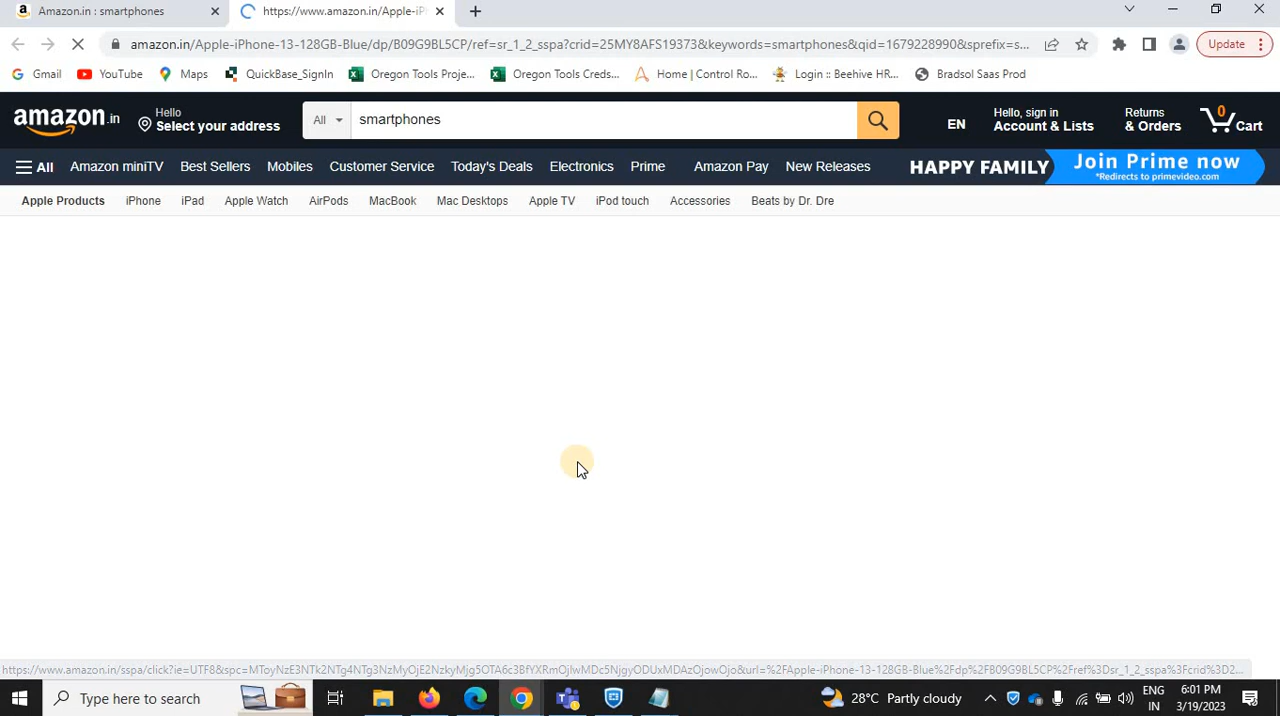 Amazon.in : smartphones
https://www.amazon.in/Apple-iPh
amazon.in/Apple-iPhone-13-128GB-Blue/dp/B09G9BL5CP/ref=sr_1_2_sspa?crid=25MY8AFS19373&keywords=smartphones&qid=1679228990&sprefix=s...
Update
Gmail YouTube Maps QuickBase_SignIn Oregon Tools Proje... Oregon Tools Creds... Home | Control Ro... Login :: Beehive HR... Bradsol Saas Prod
amazon.in
Hello
Select your address
All
smartphones
EN
Hello, sign in
Account & Lists
Returns
& Orders
0
Cart
All Amazon miniTV Best Sellers Mobiles Customer Service Today's Deals Electronics Prime Amazon Pay New Releases
HAPPY FAMILY
Join Prime now
*Redirects to primevideo.com
Apple Products iPhone iPad Apple Watch AirPods MacBook Mac Desktops Apple TV iPod touch Accessories Beats by Dr. Dre
Type here to search
28°C Partly cloudy
ENG
IN
6:01 PM
3/19/2023